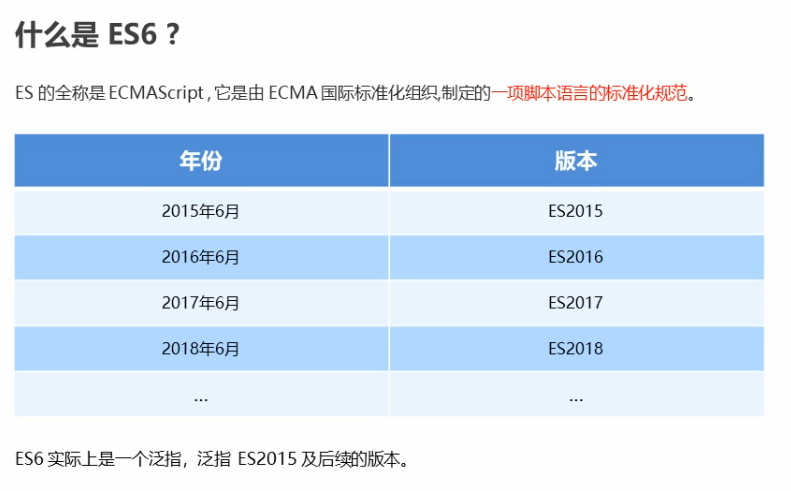 什么是 ES6 ?
ES 的全称是 ECMAScript , 它是由 ECMA 国际标准化组织,制定的一项脚本语言的标准化规范。
年份 版本
2015年6月 ES2015
2016年6月 ES2016
2017年6月 ES2017
2018年6月 ES2018
... ...
ES6 实际上是一个泛指，泛指 ES2015 及后续的版本。